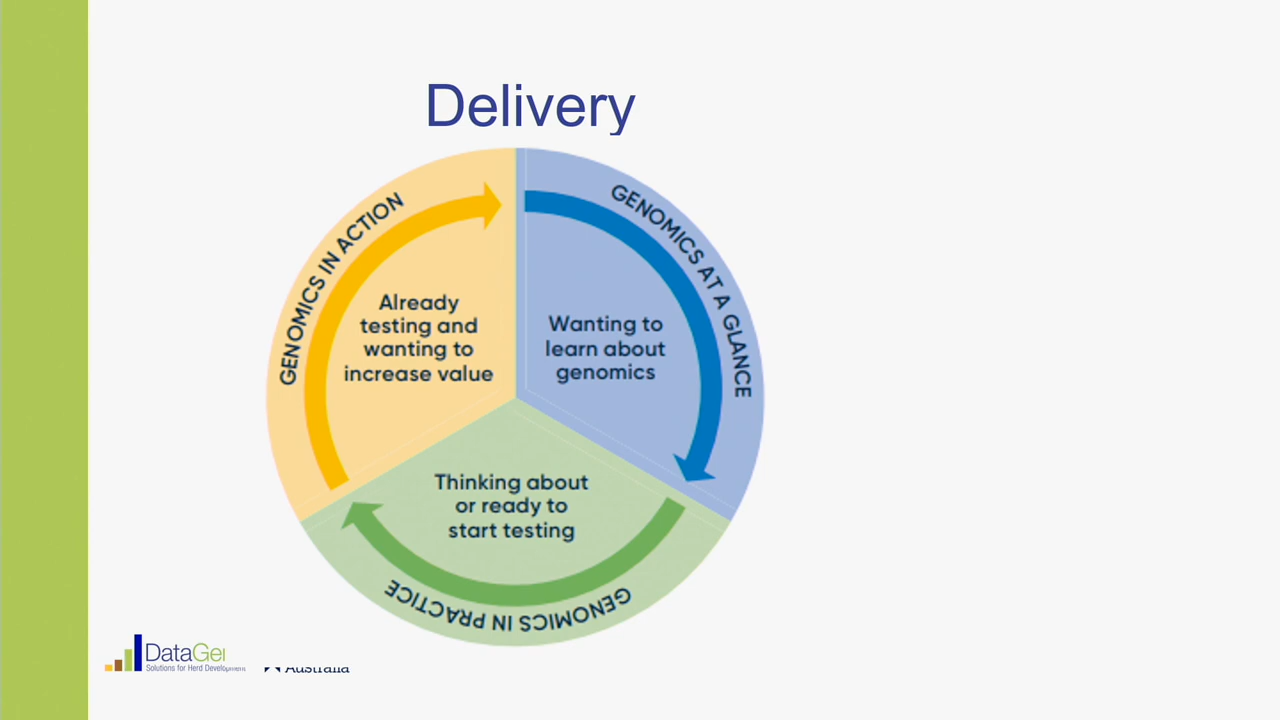 Delivery
GENOMICS IN ACTION
Already
testing and
wanting to
increase value
GENOMICS AT A GLANCE
Wanting to
learn about
genomics
Thinking about
or ready to
start testing
GENOMICS IN PRACTICE
DataGe
Solutions for Herd Development
Australia